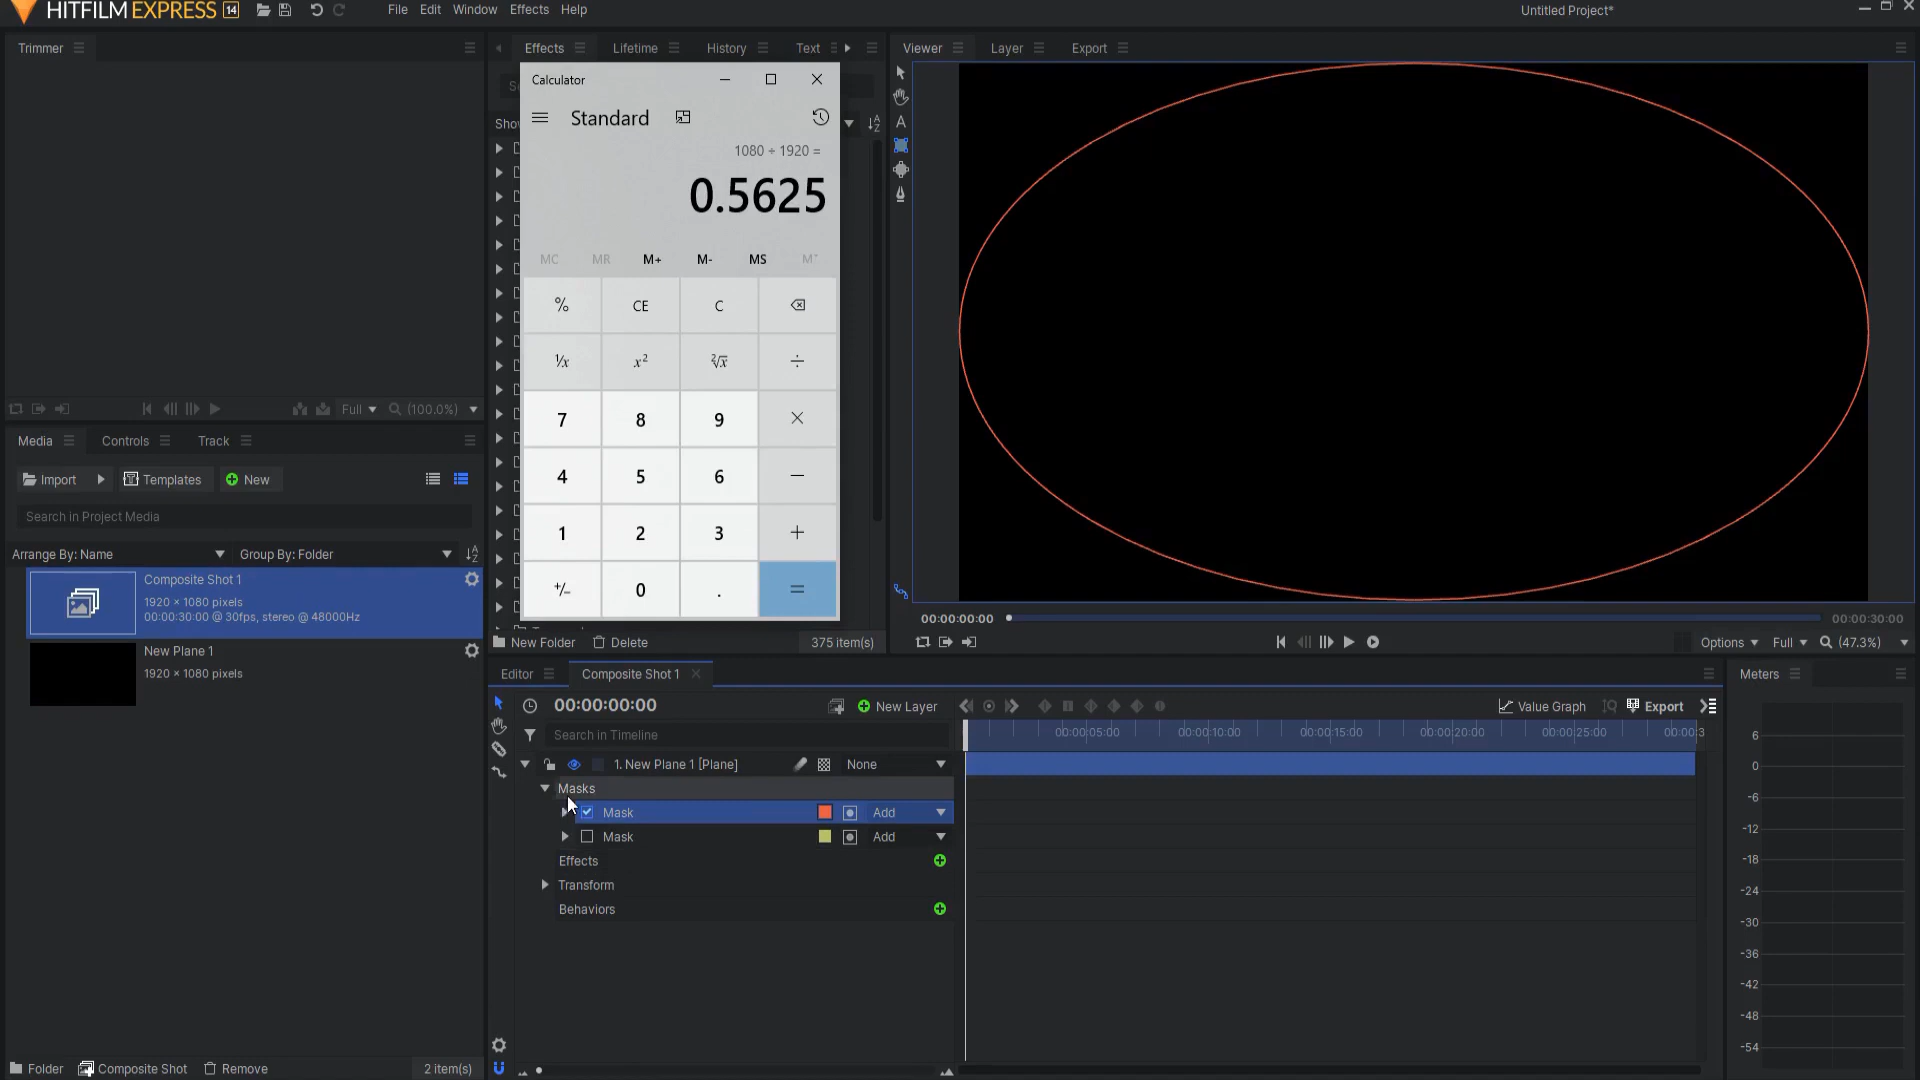 HITFILM EXPRESS 14
File Edit Window Effects Help
Untitled Project*
Trimmer
Effects Lifetime History Text
Viewer Layer Export
Calculator
Standard
1080 ÷ 1920 =
0.5625
MC MR M+ M- MS
% CE C
1/x x² ²√x ÷
7 8 9 ×
4 5 6 −
1 2 3 +
+/− 0 . =
Full (100.0%)
Media Controls Track
Import Templates New
Search in Project Media
Arrange By: Name Group By: Folder
Composite Shot 1
1920 × 1080 pixels
00:00:30:00 @ 30fps, stereo @ 48000Hz
New Plane 1
1920 × 1080 pixels
New Folder Delete 375 item(s)
00:00:00:00 00:00:30:00
Options Full (47.3%)
Editor Composite Shot 1
Meters
00:00:00:00 New Layer
Value Graph Export
Search in Timeline
00:00:05:00 00:00:10:00 00:00:15:00 00:00:20:00 00:00:25:00 00:00:3
1. New Plane 1 [Plane] None
Masks
Mask Add
Mask Add
Effects
Transform
Behaviors
6
0
-6
-12
-18
-24
-30
-36
-42
-48
-54
Folder Composite Shot Remove 2 item(s)